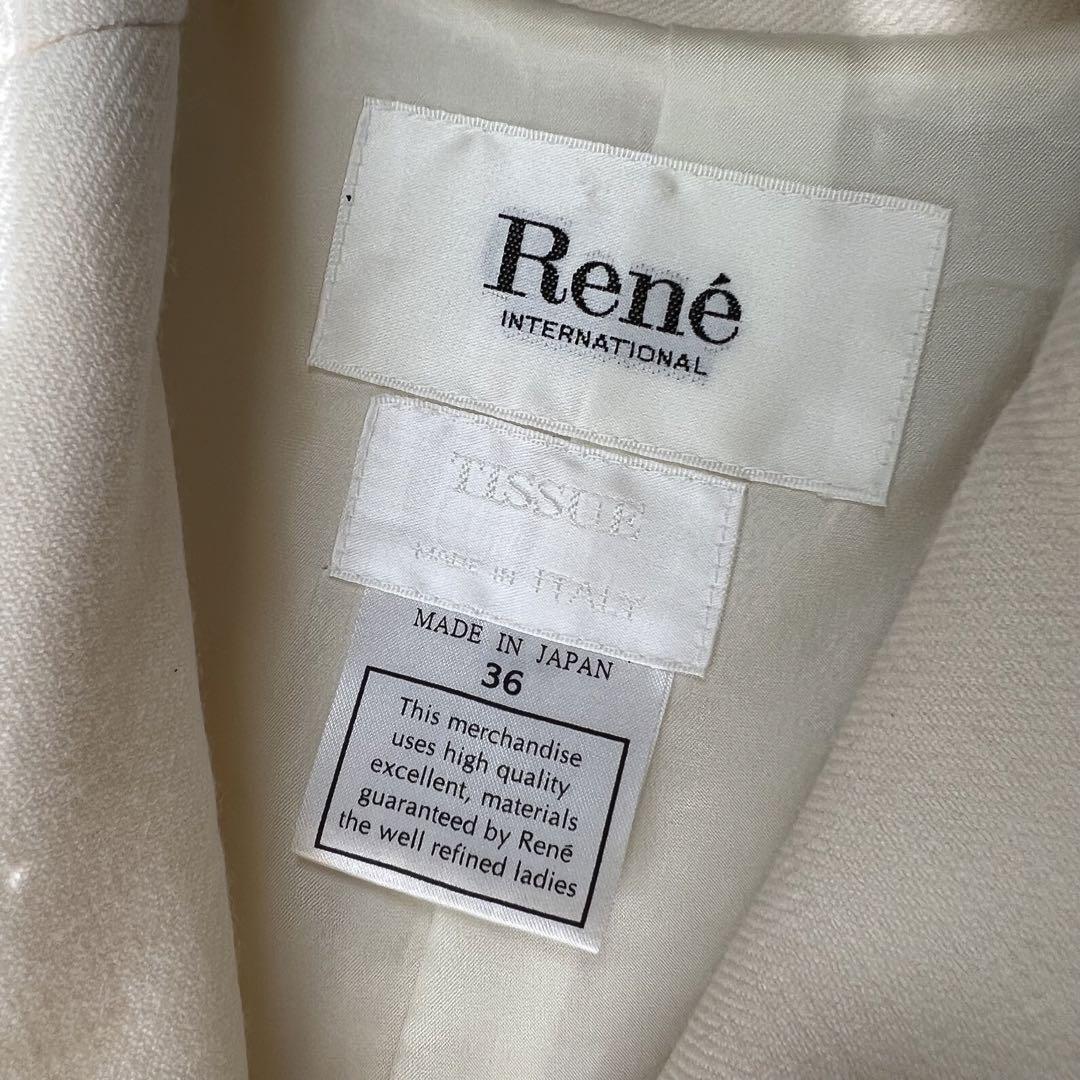 René
INTERNATIONAL
TISSUE
MADE IN ITALY
MADE IN JAPAN
36
This merchandise
uses high quality
excellent, materials
guaranteed by René
the well refined ladies